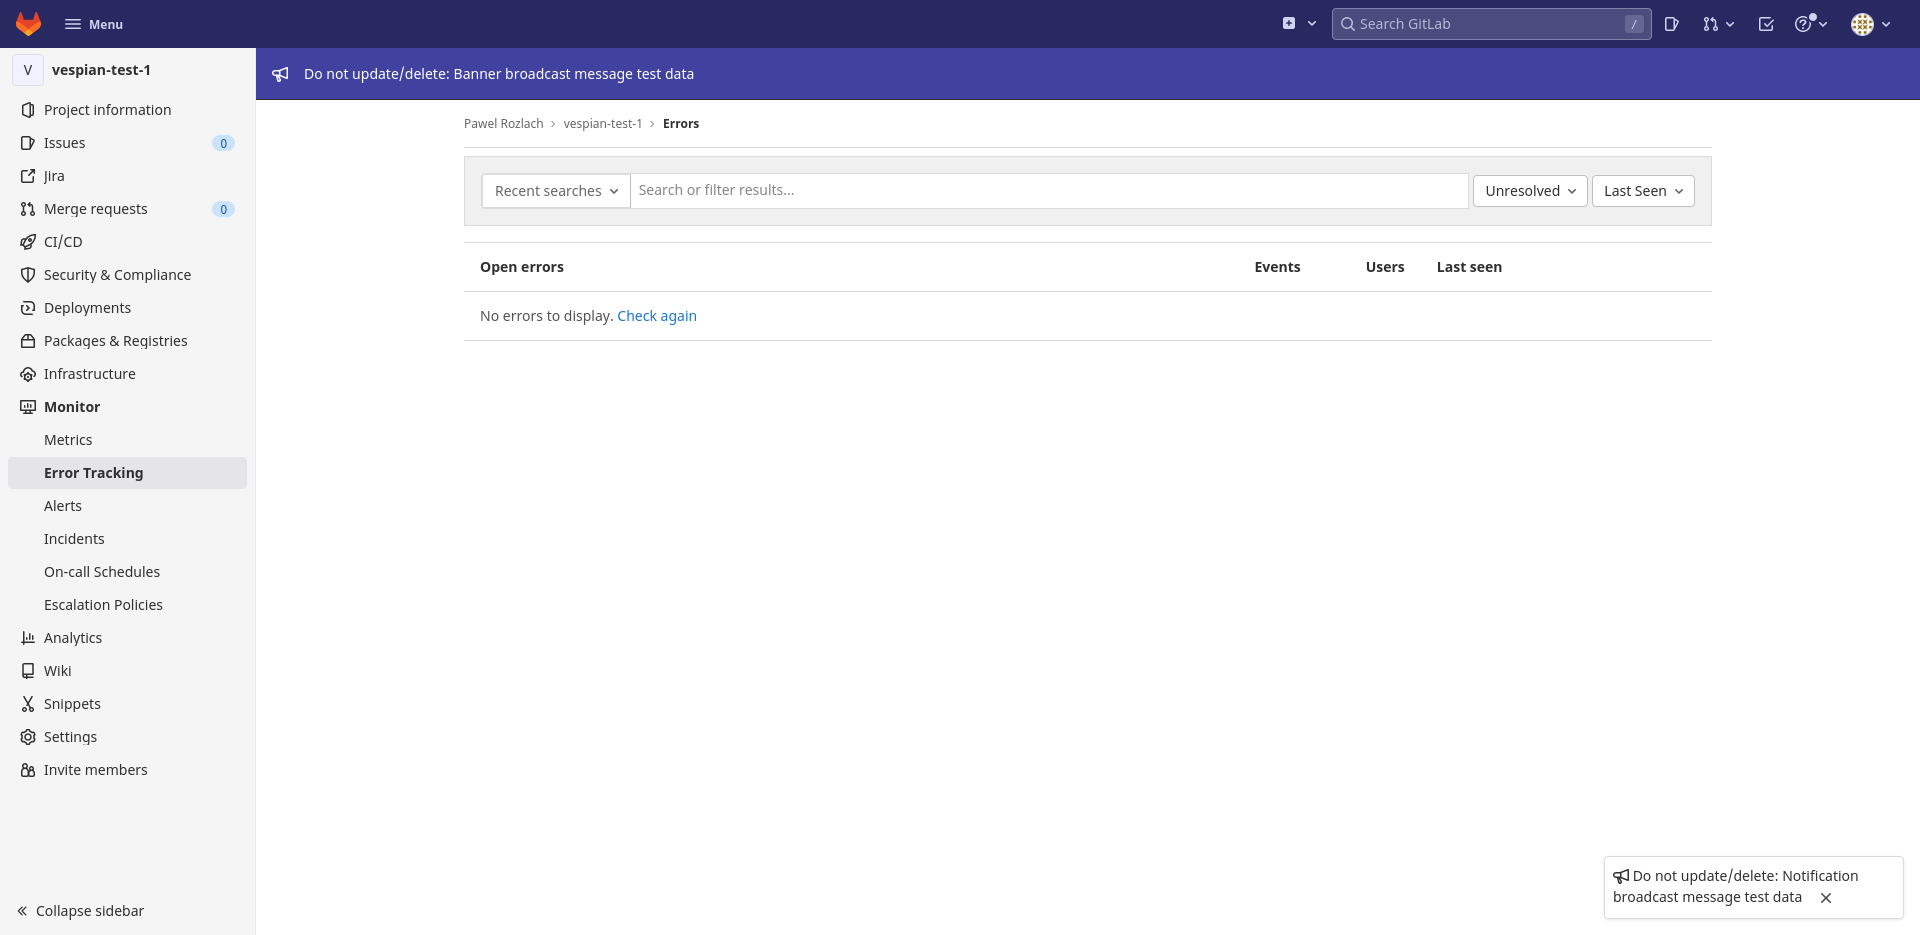 Menu
Search GitLab
/
V
vespian-test-1
Project information
Issues
0
Jira
Merge requests
0
CI/CD
Security & Compliance
Deployments
Packages & Registries
Infrastructure
Monitor
Metrics
Error Tracking
Alerts
Incidents
On-call Schedules
Escalation Policies
Analytics
Wiki
Snippets
Settings
Invite members
Collapse sidebar
Do not update/delete: Banner broadcast message test data
Pawel Rozlach > vespian-test-1 > Errors
Recent searches
Search or filter results...
Unresolved
Last Seen
Open errors Events Users Last seen
No errors to display. Check again
Do not update/delete: Notification
broadcast message test data